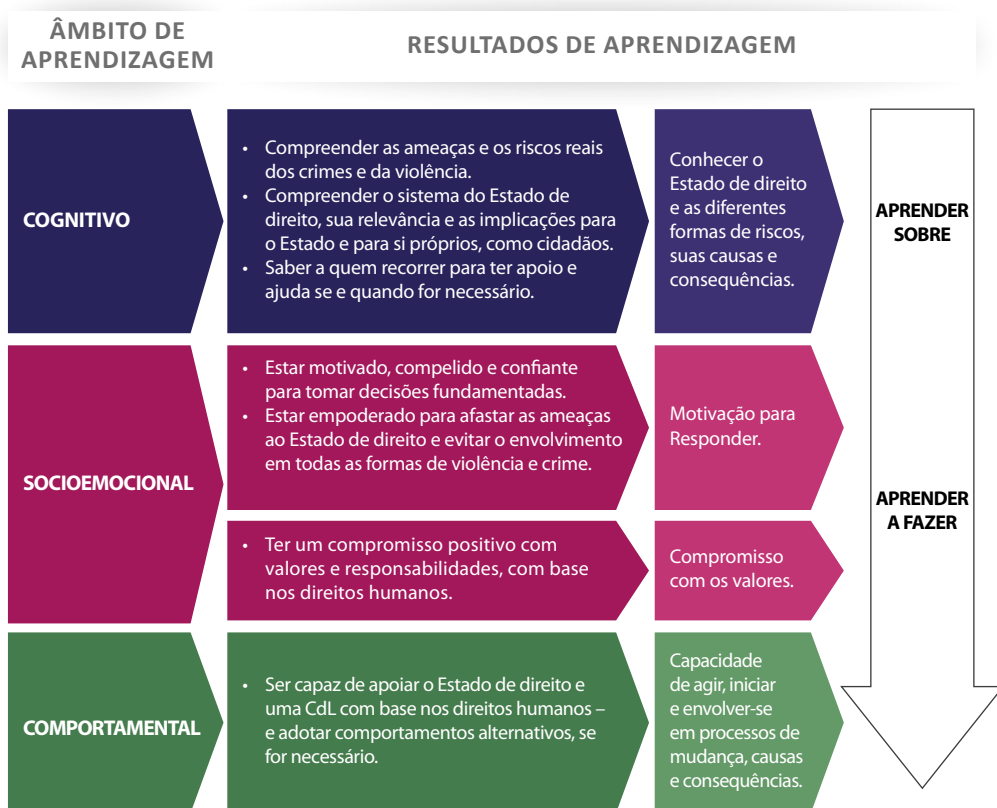 ÂMBITO DE
APRENDIZAGEM
RESULTADOS DE APRENDIZAGEM
COGNITIVO
• Compreender as ameaças e os riscos reais
dos crimes e da violência.
• Compreender o sistema do Estado de
direito, sua relevância e as implicações para
o Estado e para si próprios, como cidadãos.
• Saber a quem recorrer para ter apoio e
ajuda se e quando for necessário.
Conhecer o
Estado de direito
e as diferentes
formas de riscos,
suas causas e
consequências.
APRENDER
SOBRE
SOCIOEMOCIONAL
• Estar motivado, compelido e confiante
para tomar decisões fundamentadas.
• Estar empoderado para afastar as ameaças
ao Estado de direito e evitar o envolvimento
em todas as formas de violência e crime.
Motivação para
Responder.
• Ter um compromisso positivo com
valores e responsabilidades, com base
nos direitos humanos.
Compromisso
com os valores.
APRENDER
A FAZER
COMPORTAMENTAL
• Ser capaz de apoiar o Estado de direito e
uma CdL com base nos direitos humanos –
e adotar comportamentos alternativos, se
for necessário.
Capacidade
de agir, iniciar
e envolver-se
em processos de
mudança, causas
e consequências.